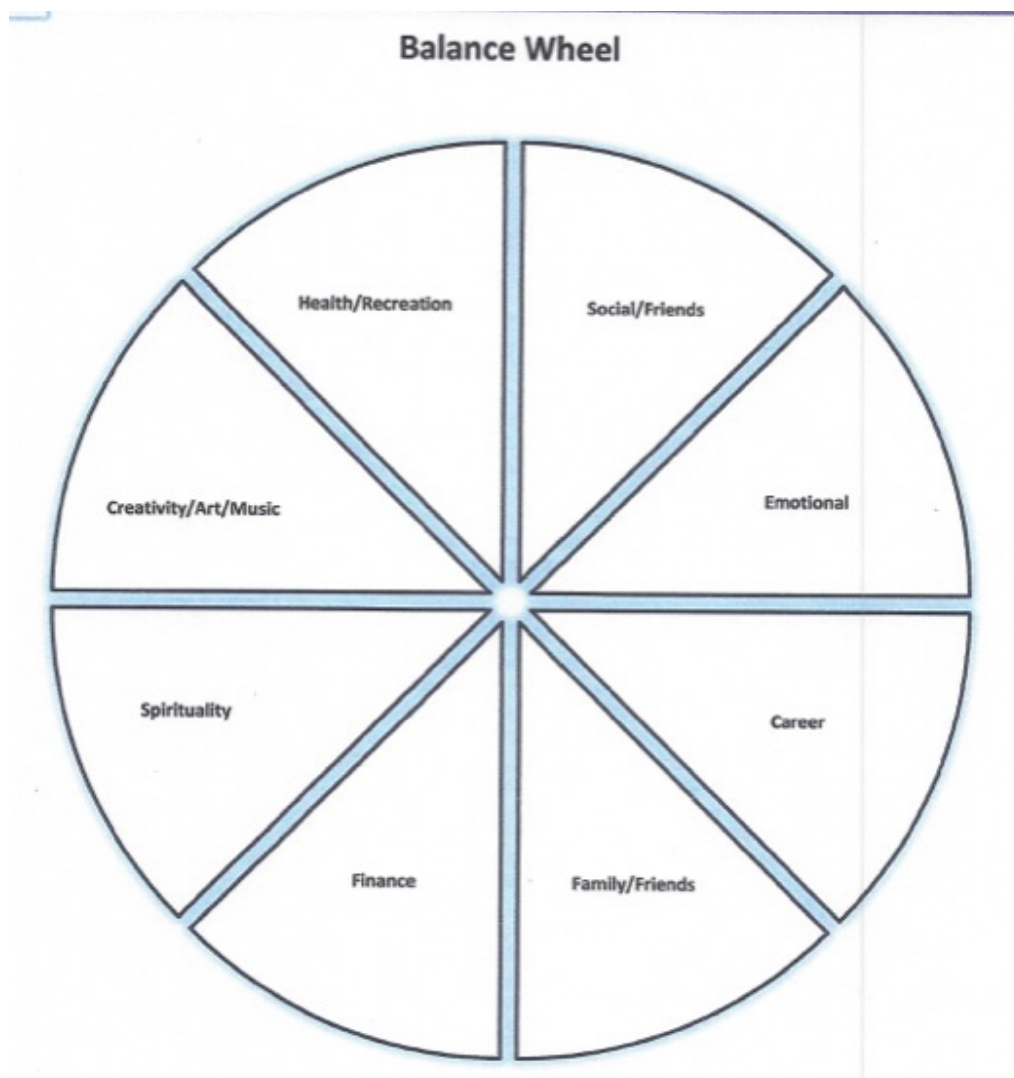 Balance Wheel
Health/Recreation
Social/Friends
Creativity/Art/Music
Emotional
Spirituality
Career
Finance
Family/Friends